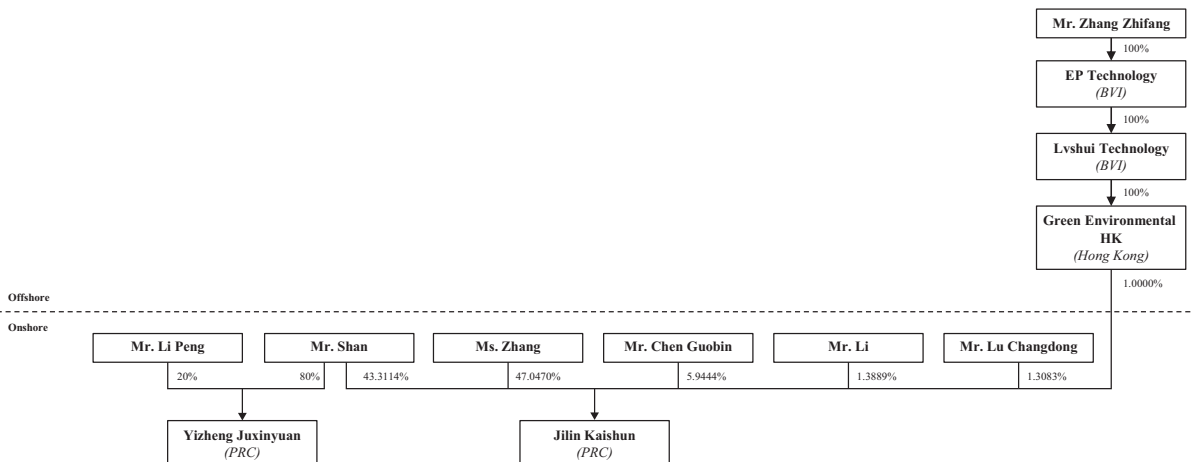 Mr. Zhang Zhifang
100%
EP Technology
(BVI)
100%
Lvshui Technology
(BVI)
100%
Green Environmental
HK
(Hong Kong)
1.0000%
Offshore
Onshore
Mr. Li Peng
Mr. Shan
Ms. Zhang
Mr. Chen Guobin
Mr. Li
Mr. Lu Changdong
20%
80%
43.3114%
47.0470%
5.9444%
1.3889%
1.3083%
Yizheng Juxinyuan
(PRC)
Jilin Kaishun
(PRC)